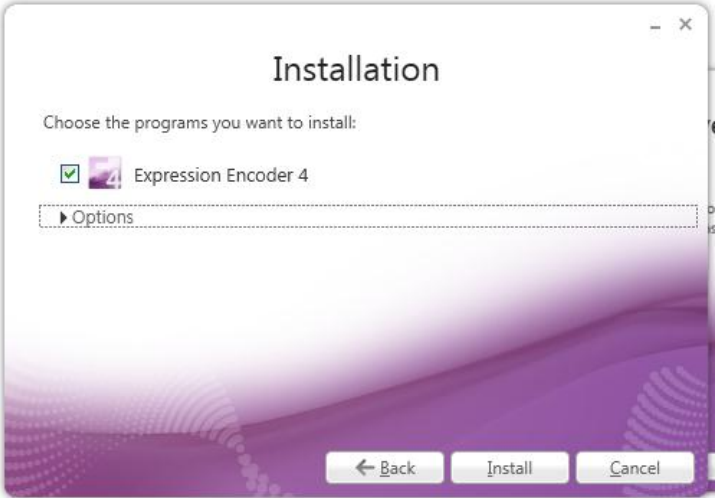 Installation
Choose the programs you want to install:
Expression Encoder 4
Options
Back Install Cancel